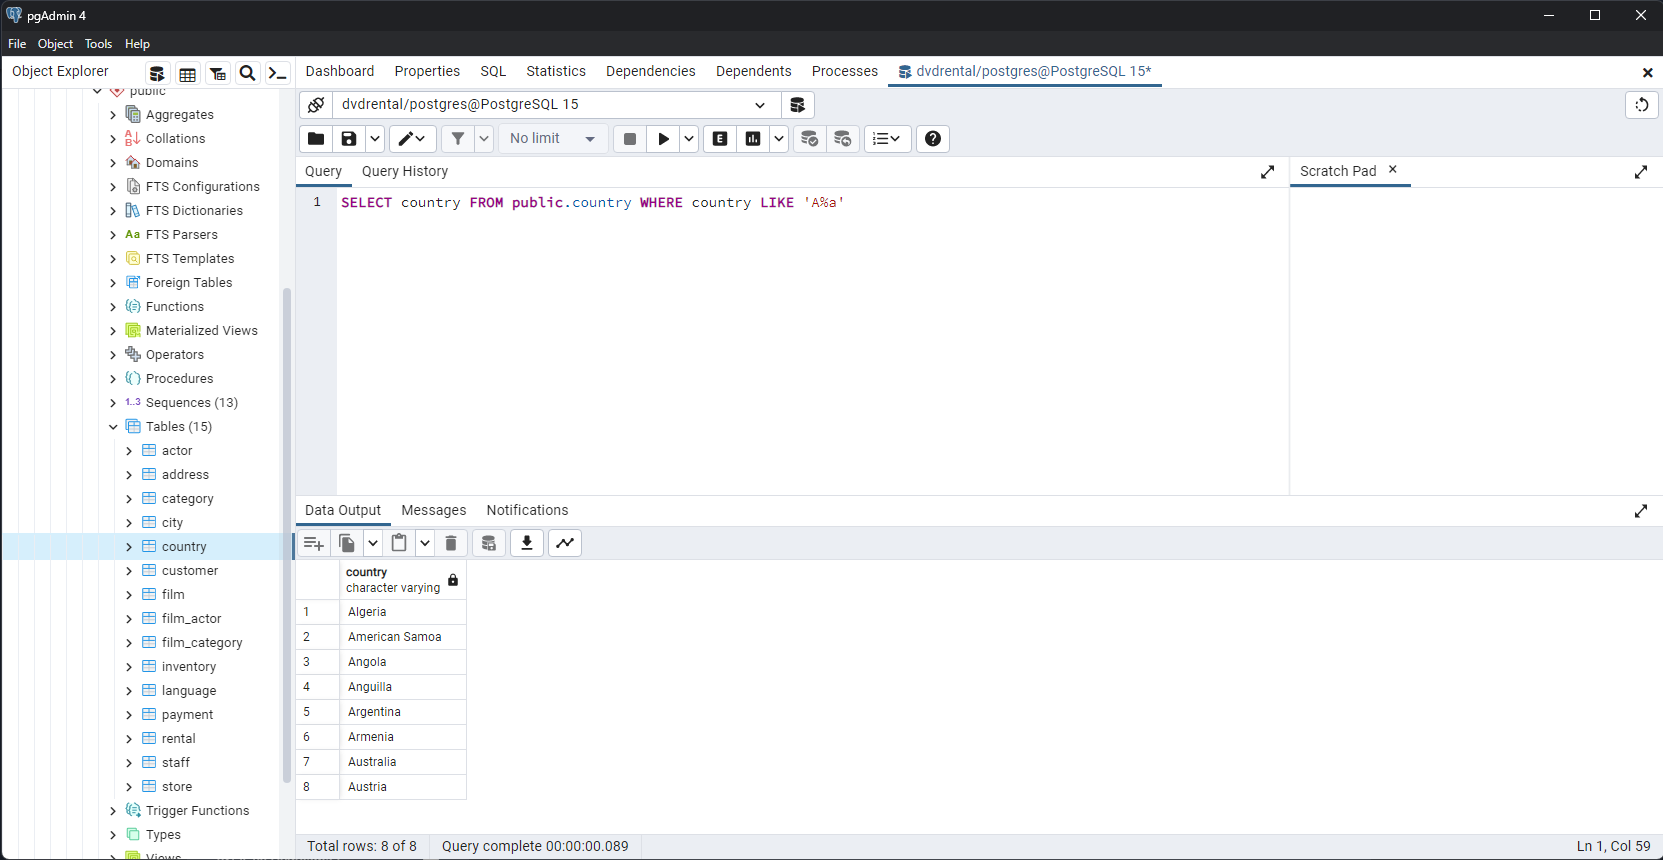 pgAdmin 4
File Object Tools Help
Object Explorer
Dashboard Properties SQL Statistics Dependencies Dependents Processes dvdrental/postgres@PostgreSQL 15*
public
Aggregates
Collations
Domains
FTS Configurations
FTS Dictionaries
Aa FTS Parsers
FTS Templates
Foreign Tables
Functions
Materialized Views
Operators
Procedures
1..3 Sequences (13)
Tables (15)
actor
address
category
city
country
customer
film
film_actor
film_category
inventory
language
payment
rental
staff
store
Trigger Functions
Types
Views
dvdrental/postgres@PostgreSQL 15
No limit
E
Query Query History
Scratch Pad
1 SELECT country FROM public.country WHERE country LIKE 'A%a'
Data Output Messages Notifications
country
character varying
1 Algeria
2 American Samoa
3 Angola
4 Anguilla
5 Argentina
6 Armenia
7 Australia
8 Austria
Total rows: 8 of 8 Query complete 00:00:00.089
Ln 1, Col 59